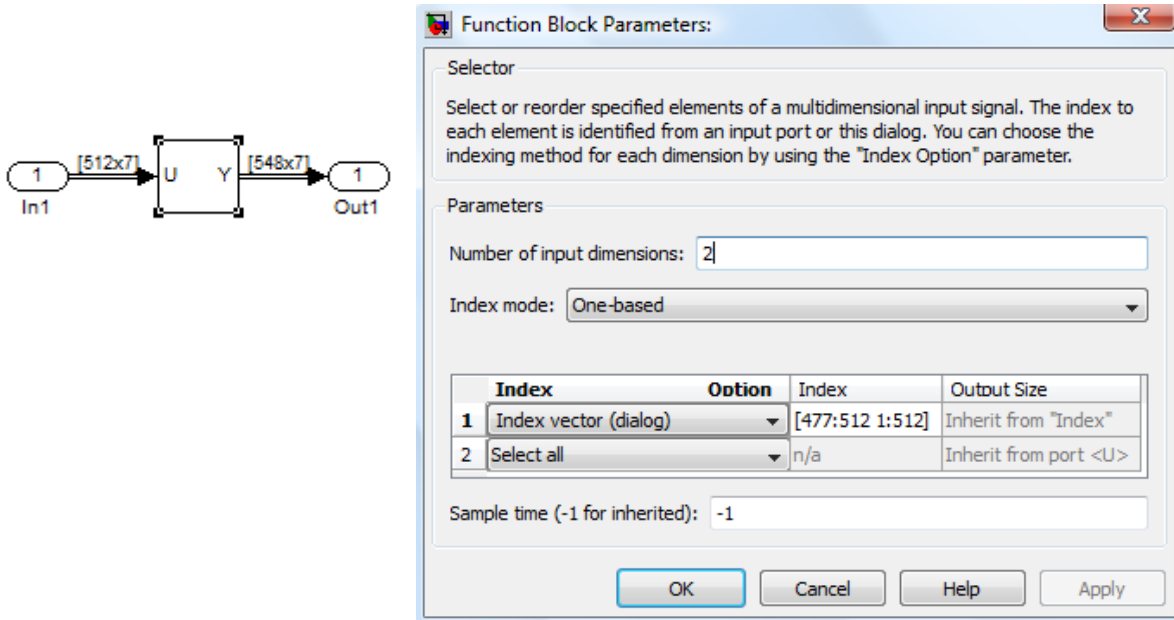 [512x7]
[548x7]
1
U
Y
1
In1
Out1
Function Block Parameters:
Selector
Select or reorder specified elements of a multidimensional input signal. The index to
each element is identified from an input port or this dialog. You can choose the
indexing method for each dimension by using the "Index Option" parameter.
Parameters
Number of input dimensions: 2
Index mode: One-based
Index Option Index Output Size
1 Index vector (dialog) [477:512 1:512] Inherit from "Index"
2 Select all n/a Inherit from port <U>
Sample time (-1 for inherited): -1
OK Cancel Help Apply